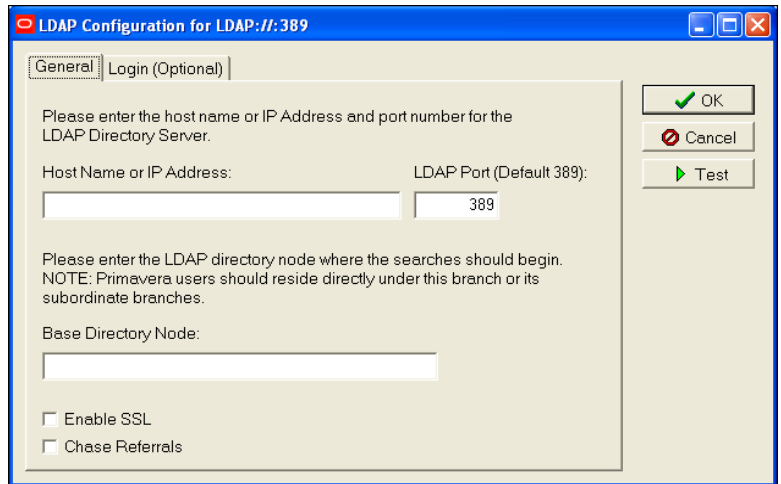 LDAP Configuration for LDAP://:389
General
Login (Optional)
OK
Cancel
Test
Please enter the host name or IP Address and port number for the
LDAP Directory Server.
Host Name or IP Address:
LDAP Port (Default 389):
389
Please enter the LDAP directory node where the searches should begin.
NOTE: Primavera users should reside directly under this branch or its
subordinate branches.
Base Directory Node:
Enable SSL
Chase Referrals